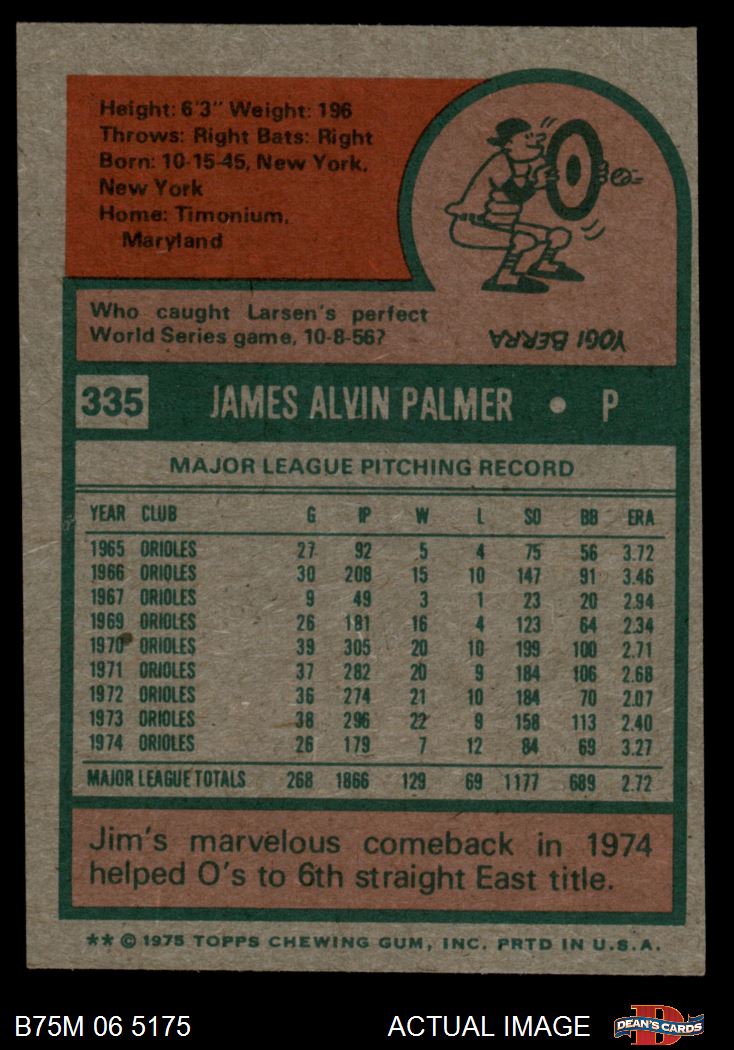 Height: 6'3" Weight: 196
Throws: Right Bats: Right
Born: 10-15-45, New York,
New York
Home: Timonium,
Maryland
Who caught Larsen's perfect
World Series game, 10-8-56?
YOGI BERRA
335 JAMES ALVIN PALMER • P
MAJOR LEAGUE PITCHING RECORD
YEAR CLUB G IP W L SO BB ERA
1965 ORIOLES 27 92 5 4 75 56 3.72
1966 ORIOLES 30 208 15 10 147 91 3.46
1967 ORIOLES 9 49 3 1 23 20 2.94
1969 ORIOLES 26 181 16 4 123 64 2.34
1970 ORIOLES 39 305 20 10 199 100 2.71
1971 ORIOLES 37 282 20 9 184 106 2.68
1972 ORIOLES 36 274 21 10 184 70 2.07
1973 ORIOLES 38 296 22 9 158 113 2.40
1974 ORIOLES 26 179 7 12 84 69 3.27
MAJOR LEAGUE TOTALS 268 1866 129 69 1177 689 2.72
Jim's marvelous comeback in 1974
helped O's to 6th straight East title.
** © 1975 TOPPS CHEWING GUM, INC. PRTD IN U.S.A.
B75M 06 5175 ACTUAL IMAGE D DEAN'S CARDS